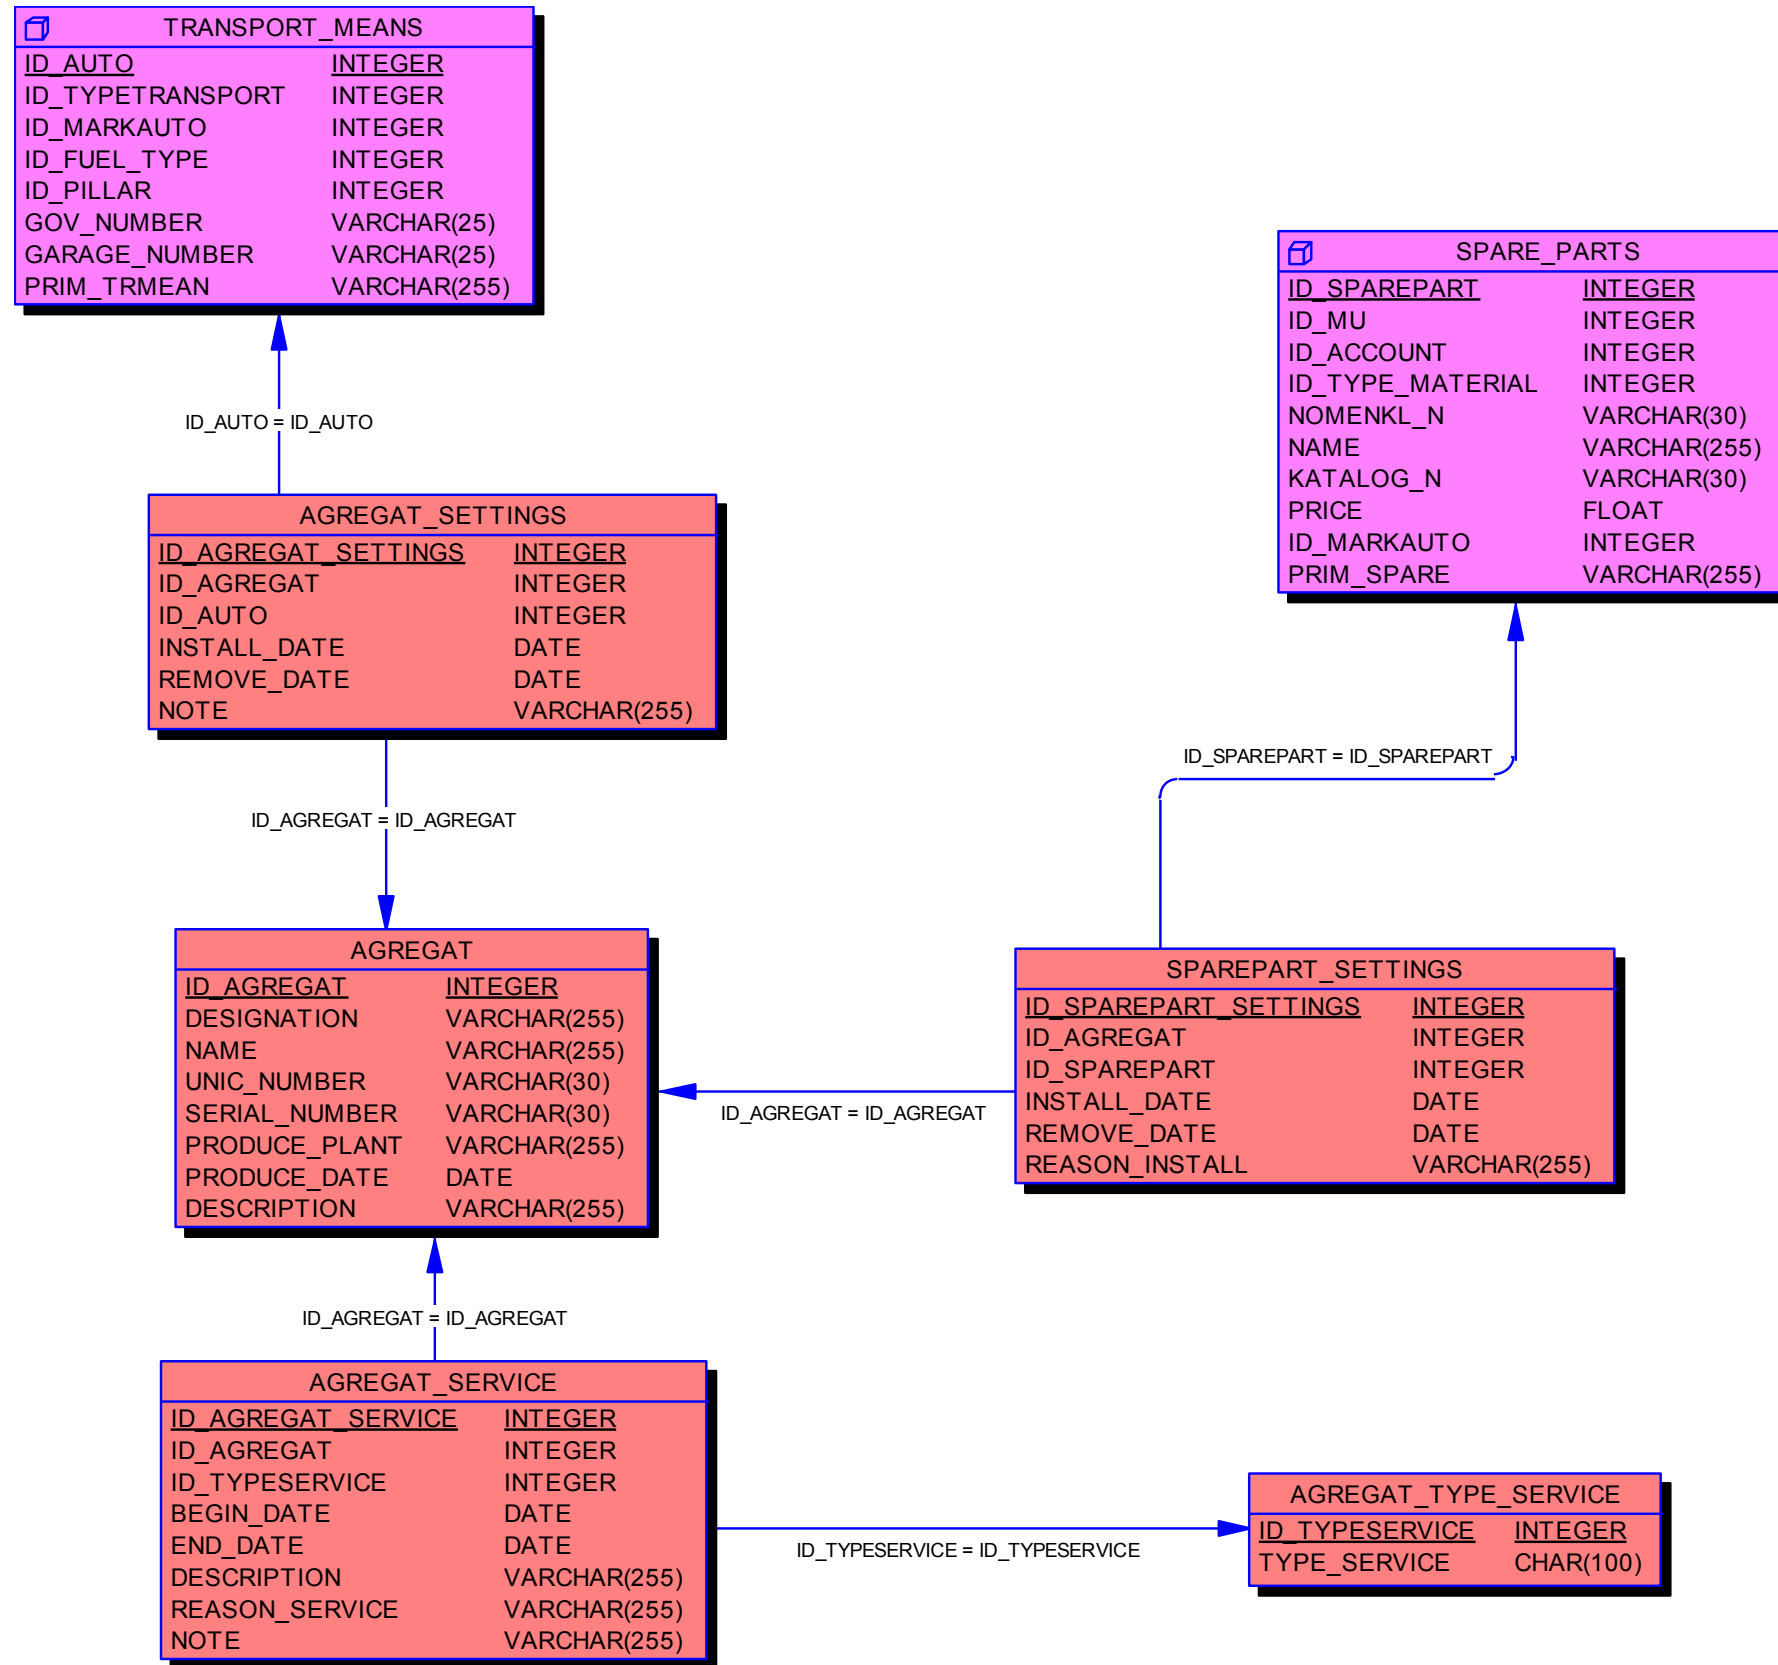 TRANSPORT_MEANS
ID_AUTO INTEGER
ID_TYPETRANSPORT INTEGER
ID_MARKAUTO INTEGER
ID_FUEL_TYPE INTEGER
ID_PILLAR INTEGER
GOV_NUMBER VARCHAR(25)
GARAGE_NUMBER VARCHAR(25)
PRIM_TRMEAN VARCHAR(255)
SPARE_PARTS
ID_SPAREPART INTEGER
ID_MU INTEGER
ID_ACCOUNT INTEGER
ID_TYPE_MATERIAL INTEGER
NOMENKL_N VARCHAR(30)
NAME VARCHAR(255)
KATALOG_N VARCHAR(30)
PRICE FLOAT
ID_MARKAUTO INTEGER
PRIM_SPARE VARCHAR(255)
ID_AUTO = ID_AUTO
AGREGAT_SETTINGS
ID_AGREGAT_SETTINGS INTEGER
ID_AGREGAT INTEGER
ID_AUTO INTEGER
INSTALL_DATE DATE
REMOVE_DATE DATE
NOTE VARCHAR(255)
ID_SPAREPART = ID_SPAREPART
ID_AGREGAT = ID_AGREGAT
AGREGAT
ID_AGREGAT INTEGER
DESIGNATION VARCHAR(255)
NAME VARCHAR(255)
UNIC_NUMBER VARCHAR(30)
SERIAL_NUMBER VARCHAR(30)
PRODUCE_PLANT VARCHAR(255)
PRODUCE_DATE DATE
DESCRIPTION VARCHAR(255)
ID_AGREGAT = ID_AGREGAT
SPAREPART_SETTINGS
ID_SPAREPART_SETTINGS INTEGER
ID_AGREGAT INTEGER
ID_SPAREPART INTEGER
INSTALL_DATE DATE
REMOVE_DATE DATE
REASON_INSTALL VARCHAR(255)
ID_AGREGAT = ID_AGREGAT
AGREGAT_SERVICE
ID_AGREGAT_SERVICE INTEGER
ID_AGREGAT INTEGER
ID_TYPESERVICE INTEGER
BEGIN_DATE DATE
END_DATE DATE
DESCRIPTION VARCHAR(255)
REASON_SERVICE VARCHAR(255)
NOTE VARCHAR(255)
ID_TYPESERVICE = ID_TYPESERVICE
AGREGAT_TYPE_SERVICE
ID_TYPESERVICE INTEGER
TYPE_SERVICE CHAR(100)